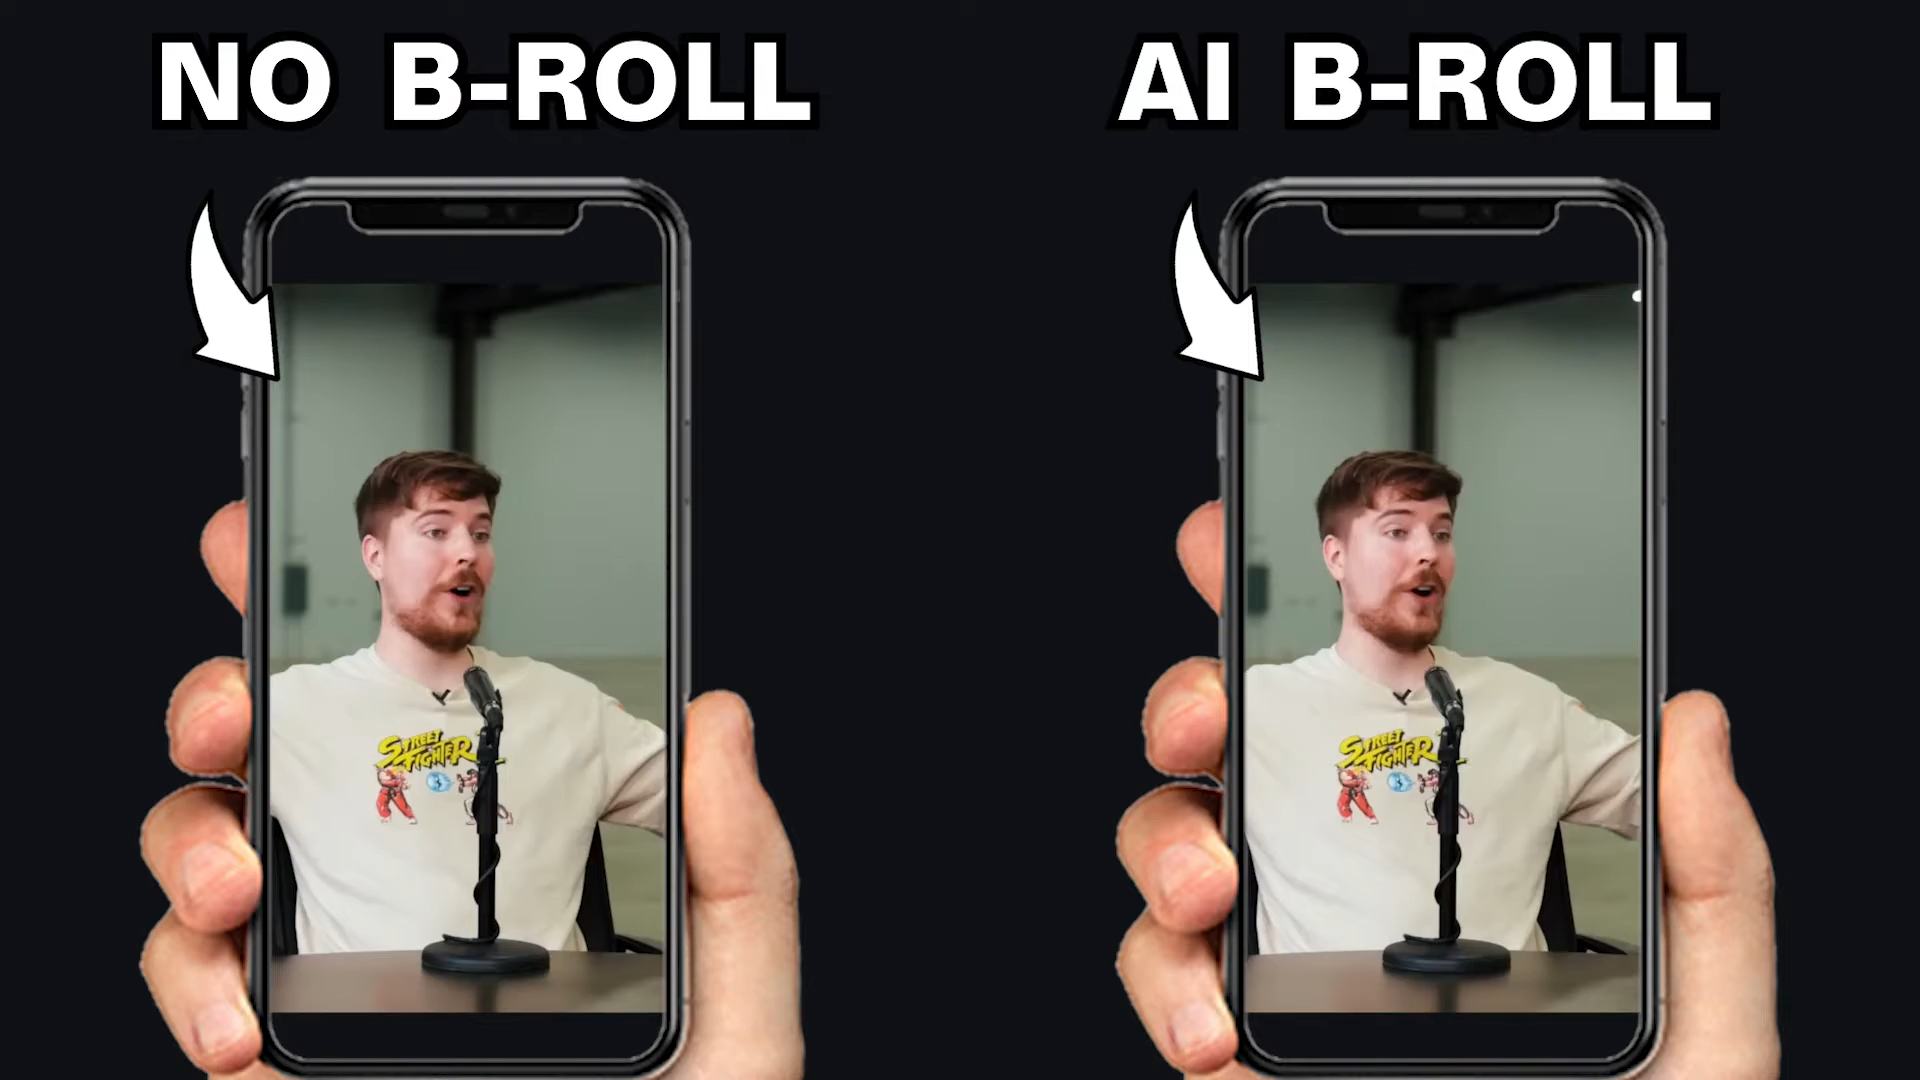 NO B-ROLL
AI B-ROLL
STREET
FIGHTER
STREET
FIGHTER